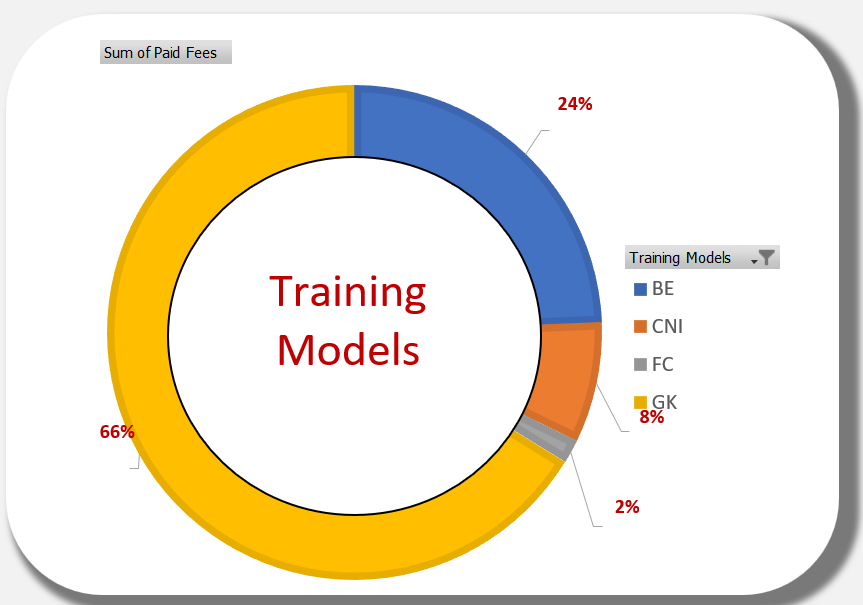 Sum of Paid Fees
24%
Training Models
BE
CNI
FC
GK
8%
Training
Models
66%
2%